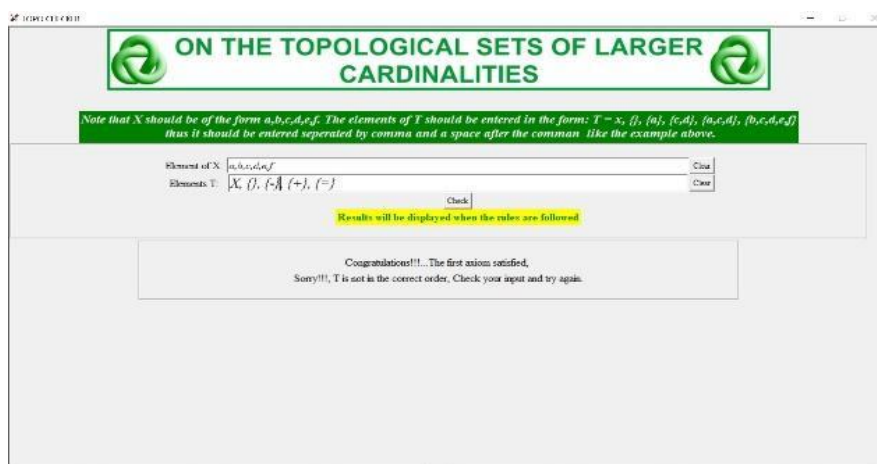 TOPO CHECKER
ON THE TOPOLOGICAL SETS OF LARGER
CARDINALITIES
Note that X should be of the form a,b,c,d,e,f. The elements of T should be entered in the form: T = x, {}, {a}, {c,d}, {a,c,d}, {b,c,d,e,f}
thus it should be entered seperated by comma and a space after the comman like the example above.
Element of X: Clear
Elements T: X, {}, {-}, {+}, {=} Clear
Check
Results will be displayed when the rules are followed
Congratulations!!!...The first axiom satisfied,
Sorry!!!, T is not in the correct order, Check your input and try again.